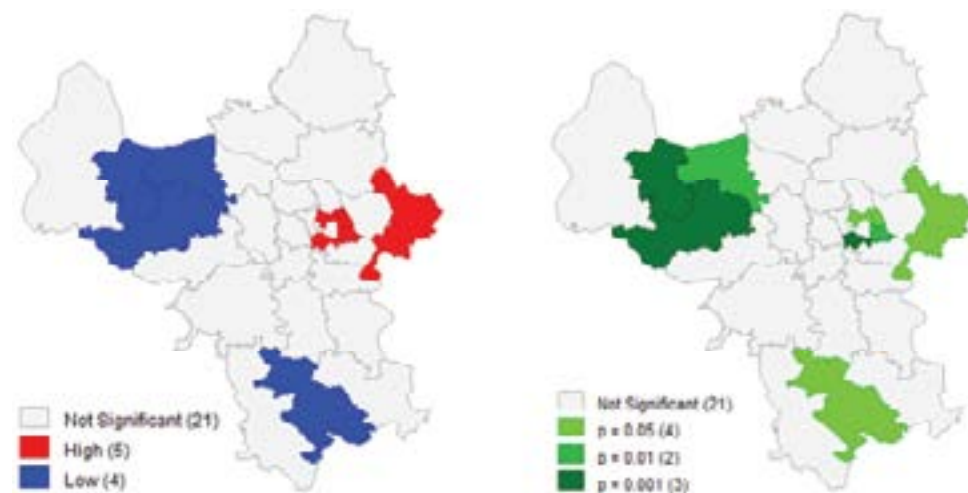 Not Significant (21)
High (5)
Low (4)
Not Significant (21)
p = 0.05 (4)
p = 0.01 (2)
p = 0.001 (3)